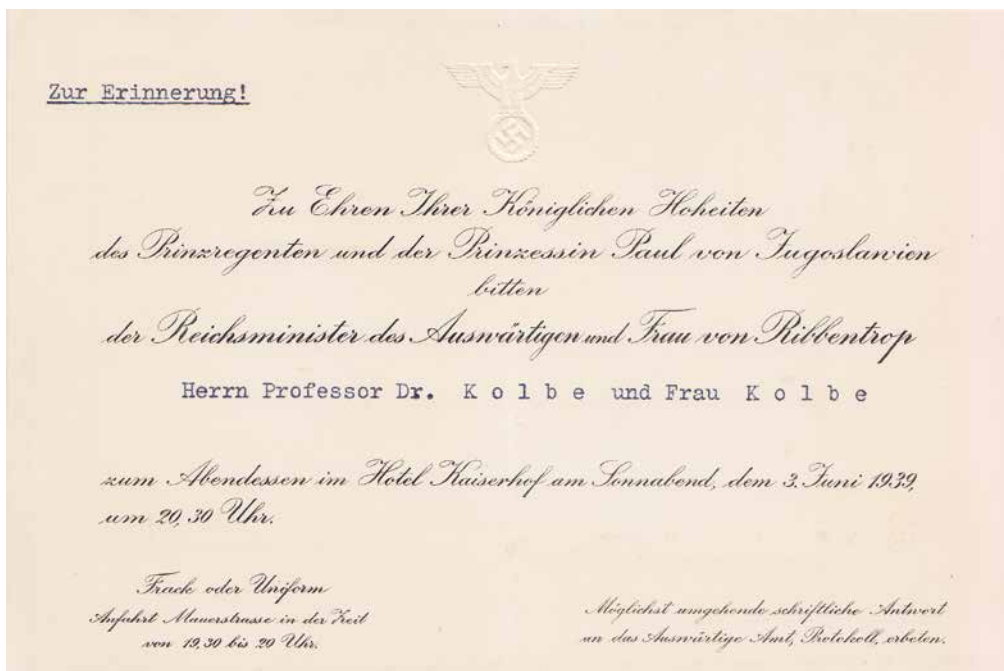 Zur Erinnerung!
Zu Ehren Ihrer Königlichen Hoheiten
des Prinzregenten und der Prinzessin Paul von Jugoslawien
bitten
der Reichsminister des Auswärtigen und Frau von Ribbentrop
Herrn Professor Dr. K o l b e und Frau K o l b e
zum Abendessen im Hotel Kaiserhof am Sonnabend, dem 3. Juni 1939,
um 20,30 Uhr.
Frack oder Uniform
Anfahrt Mauerstrasse in der Zeit
von 19,30 bis 20 Uhr.
Möglichst umgehende schriftliche Antwort
an das Auswärtige Amt, Protokoll, erbeten.